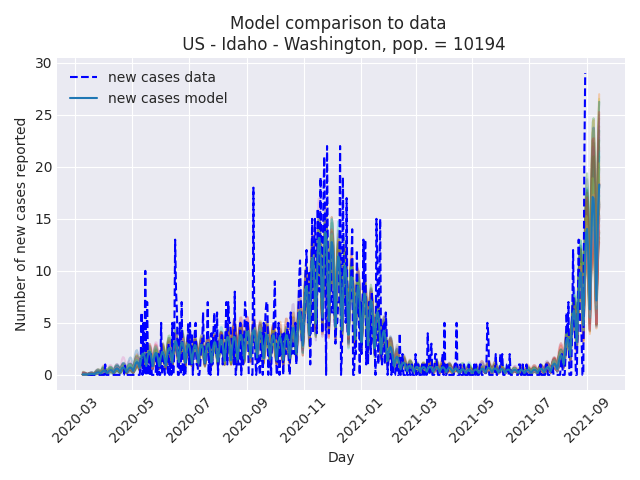 Model comparison to data
US - Idaho - Washington, pop. = 10194
new cases data
new cases model
Number of new cases reported
30
25
20
15
10
5
0
2020-03
2020-05
2020-07
2020-09
2020-11
2021-01
2021-03
2021-05
2021-07
2021-09
Day